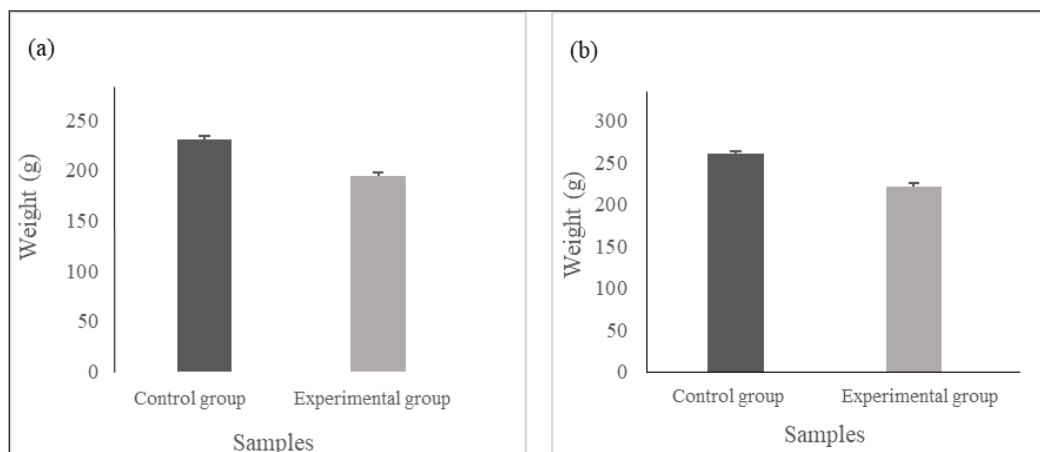 (a)
Weight (g)
250
200
150
100
50
0
Control group
Experimental group
Samples
(b)
Weight (g)
300
250
200
150
100
50
0
Control group
Experimental group
Samples